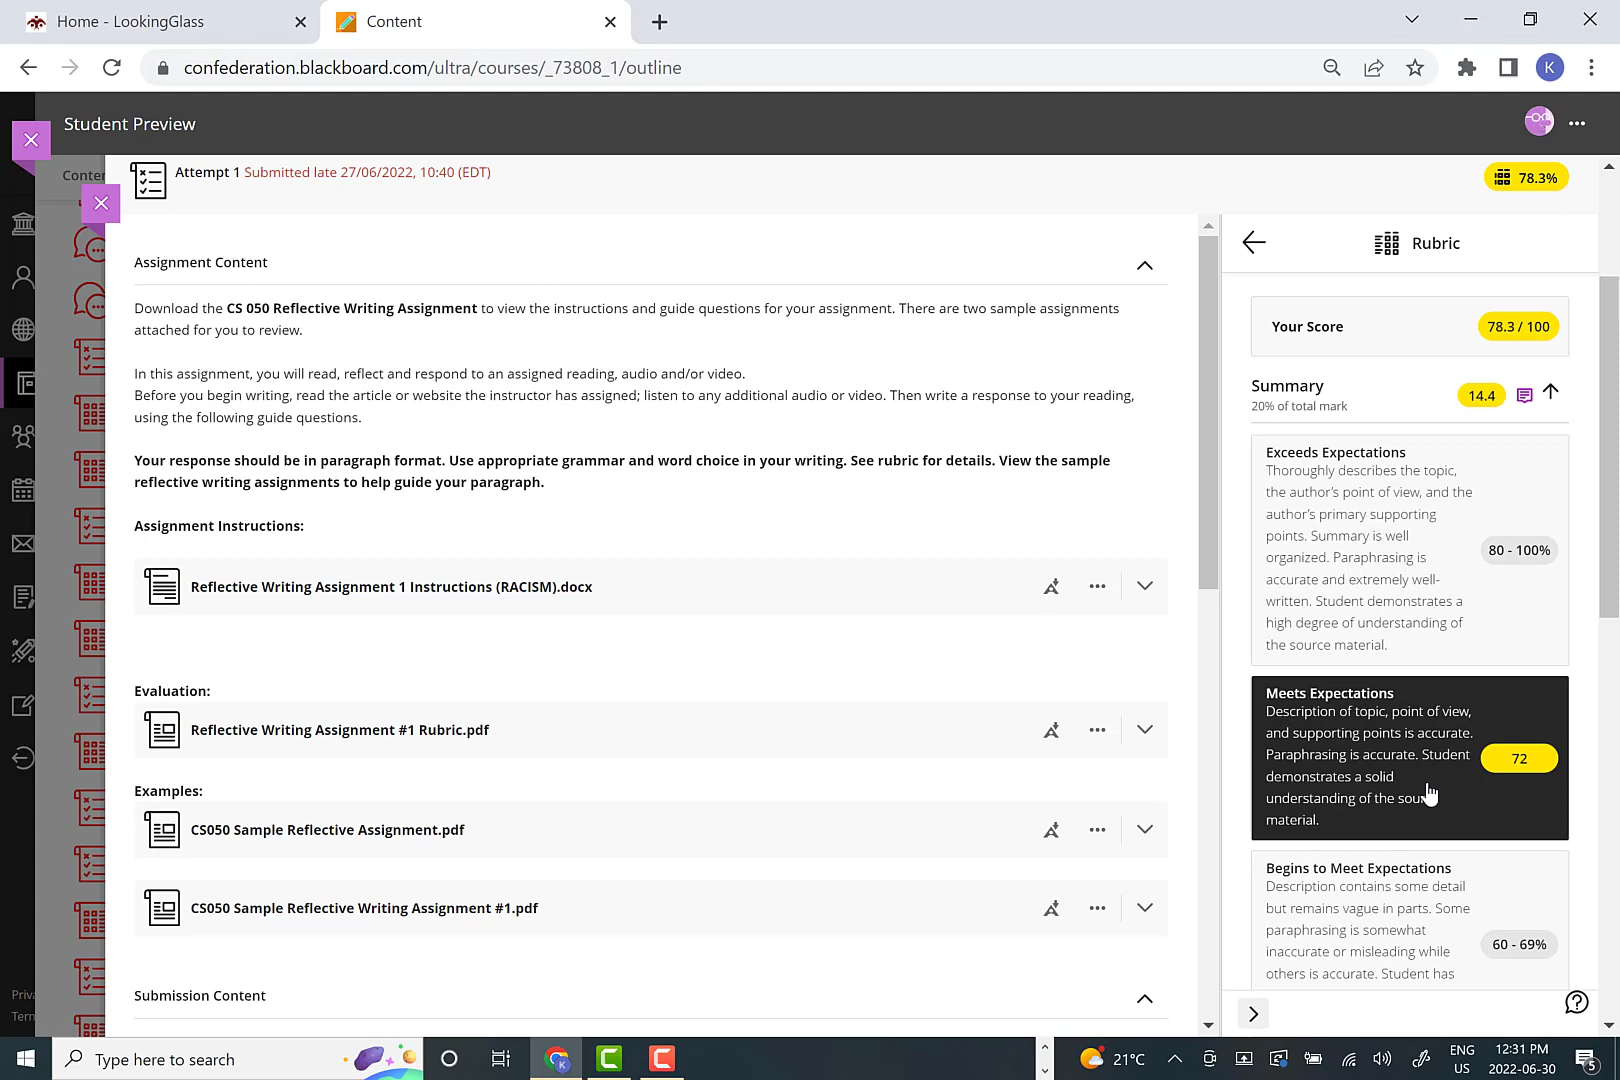 Home - LookingGlass
Content
confederation.blackboard.com/ultra/courses/_73808_1/outline
K
Student Preview
Conter
Attempt 1 Submitted late 27/06/2022, 10:40 (EDT)
78.3%
Assignment Content
Download the CS 050 Reflective Writing Assignment to view the instructions and guide questions for your assignment. There are two sample assignments
attached for you to review.
In this assignment, you will read, reflect and respond to an assigned reading, audio and/or video.
Before you begin writing, read the article or website the instructor has assigned; listen to any additional audio or video. Then write a response to your reading,
using the following guide questions.
Your response should be in paragraph format. Use appropriate grammar and word choice in your writing. See rubric for details. View the sample
reflective writing assignments to help guide your paragraph.
Assignment Instructions:
Reflective Writing Assignment 1 Instructions (RACISM).docx
Evaluation:
Reflective Writing Assignment #1 Rubric.pdf
Examples:
CS050 Sample Reflective Assignment.pdf
CS050 Sample Reflective Writing Assignment #1.pdf
Submission Content
Rubric
Your Score
78.3 / 100
Summary
20% of total mark
14.4
Exceeds Expectations
Thoroughly describes the topic,
the author's point of view, and the
author's primary supporting
points. Summary is well
organized. Paraphrasing is
accurate and extremely well-
written. Student demonstrates a
high degree of understanding of
the source material.
80 - 100%
Meets Expectations
Description of topic, point of view,
and supporting points is accurate.
Paraphrasing is accurate. Student
demonstrates a solid
understanding of the sou
material.
72
Begins to Meet Expectations
Description contains some detail
but remains vague in parts. Some
paraphrasing is somewhat
inaccurate or misleading while
others is accurate. Student has
60 - 69%
Priva
Tern
Type here to search
K
21°C
ENG
US
12:31 PM
2022-06-30
5